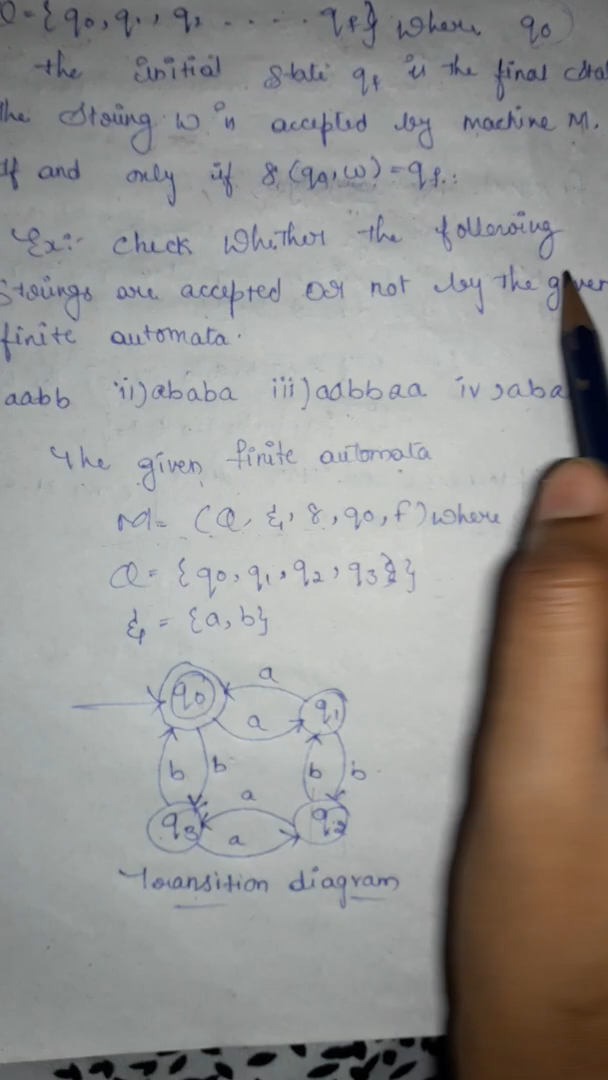 Q={q0, q1, q2 ...... qf} where q0
the initial state qf is the final
the string w is accepted by machine M.
If and only if δ(q0,w)=qf.
Ex:- check whether the following
strings are accepted or not by the given
finite automata.
aabb ii)ababa iii)aabbaa iv)aba
The given finite automata
M= (Q, Σ, δ, q0, f) where
Q= {q0, q1, q2, q3}}
Σ = {a,b}
q0 a q1
a
b b b b
q3 a q2
a
Transition diagram